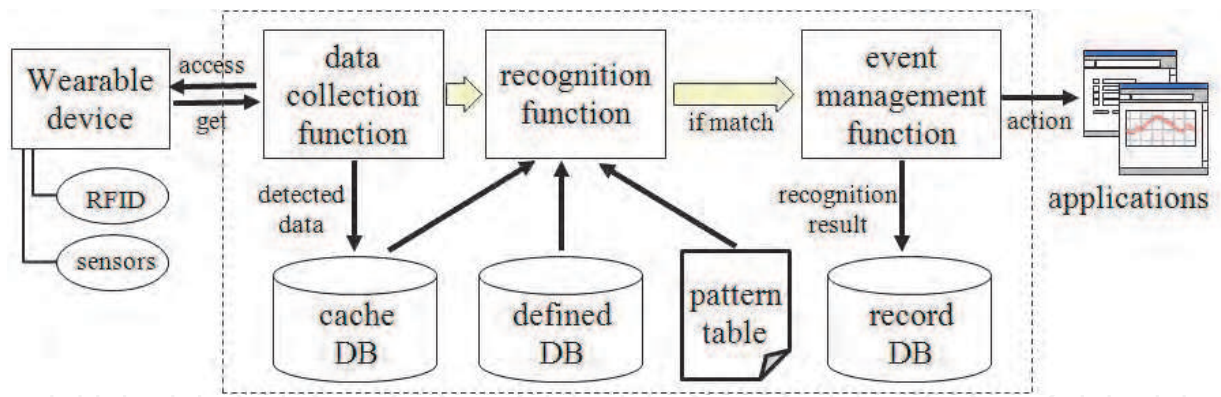 Wearable
device
RFID
sensors
access
get
data
collection
function
detected
data
cache
DB
recognition
function
defined
DB
pattern
table
if match
event
management
function
recognition
result
record
DB
action
applications